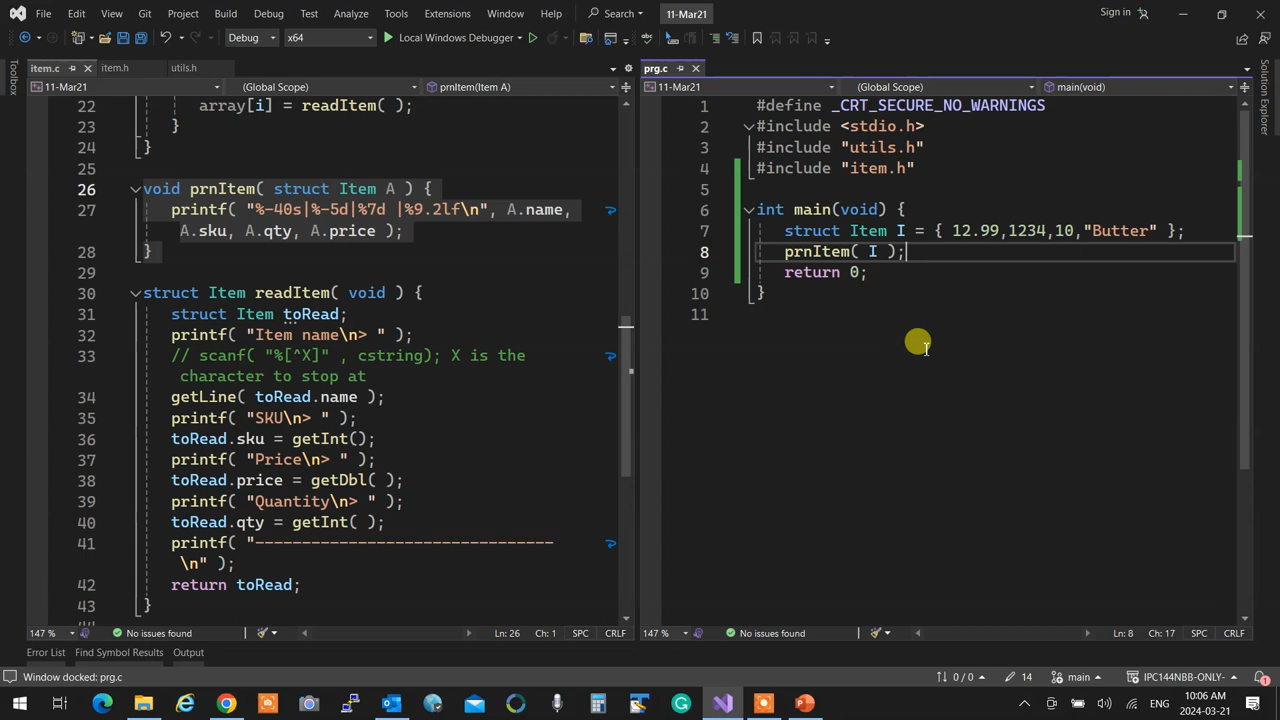 File Edit View Git Project Build Debug Test Analyze Tools Extensions Window Help Search 11-Mar21 Sign in
Debug x64 Local Windows Debugger
Toolbox
item.c item.h utils.h
11-Mar21 (Global Scope) prnItem(Item A)
22 array[i] = readItem( );
23 }
24 }
25
26 void prnItem( struct Item A ) {
27 printf( "%-40s|%-5d|%7d |%9.2lf\n", A.name,
A.sku, A.qty, A.price );
28 }
29
30 struct Item readItem( void ) {
31 struct Item toRead;
32 printf( "Item name\n> " );
33 // scanf( "%[^X]" , cstring); X is the
character to stop at
34 getLine( toRead.name );
35 printf( "SKU\n> " );
36 toRead.sku = getInt();
37 printf( "Price\n> " );
38 toRead.price = getDbl( );
39 printf( "Quantity\n> " );
40 toRead.qty = getInt( );
41 printf( "--------------------------------
\n" );
42 return toRead;
43 }
147 % No issues found Ln: 26 Ch: 1 SPC CRLF
prg.c
11-Mar21 (Global Scope) main(void)
1 #define _CRT_SECURE_NO_WARNINGS
2 #include <stdio.h>
3 #include "utils.h"
4 #include "item.h"
5
6 int main(void) {
7 struct Item I = { 12.99,1234,10,"Butter" };
8 prnItem( I );
9 return 0;
10 }
11
147 % No issues found Ln: 8 Ch: 17 SPC CRLF
Solution Explorer
Error List Find Symbol Results Output
Window docked: prg.c 0 / 0 14 main IPC144NBB-ONLY- 1
ENG 10:06 AM 2024-03-21